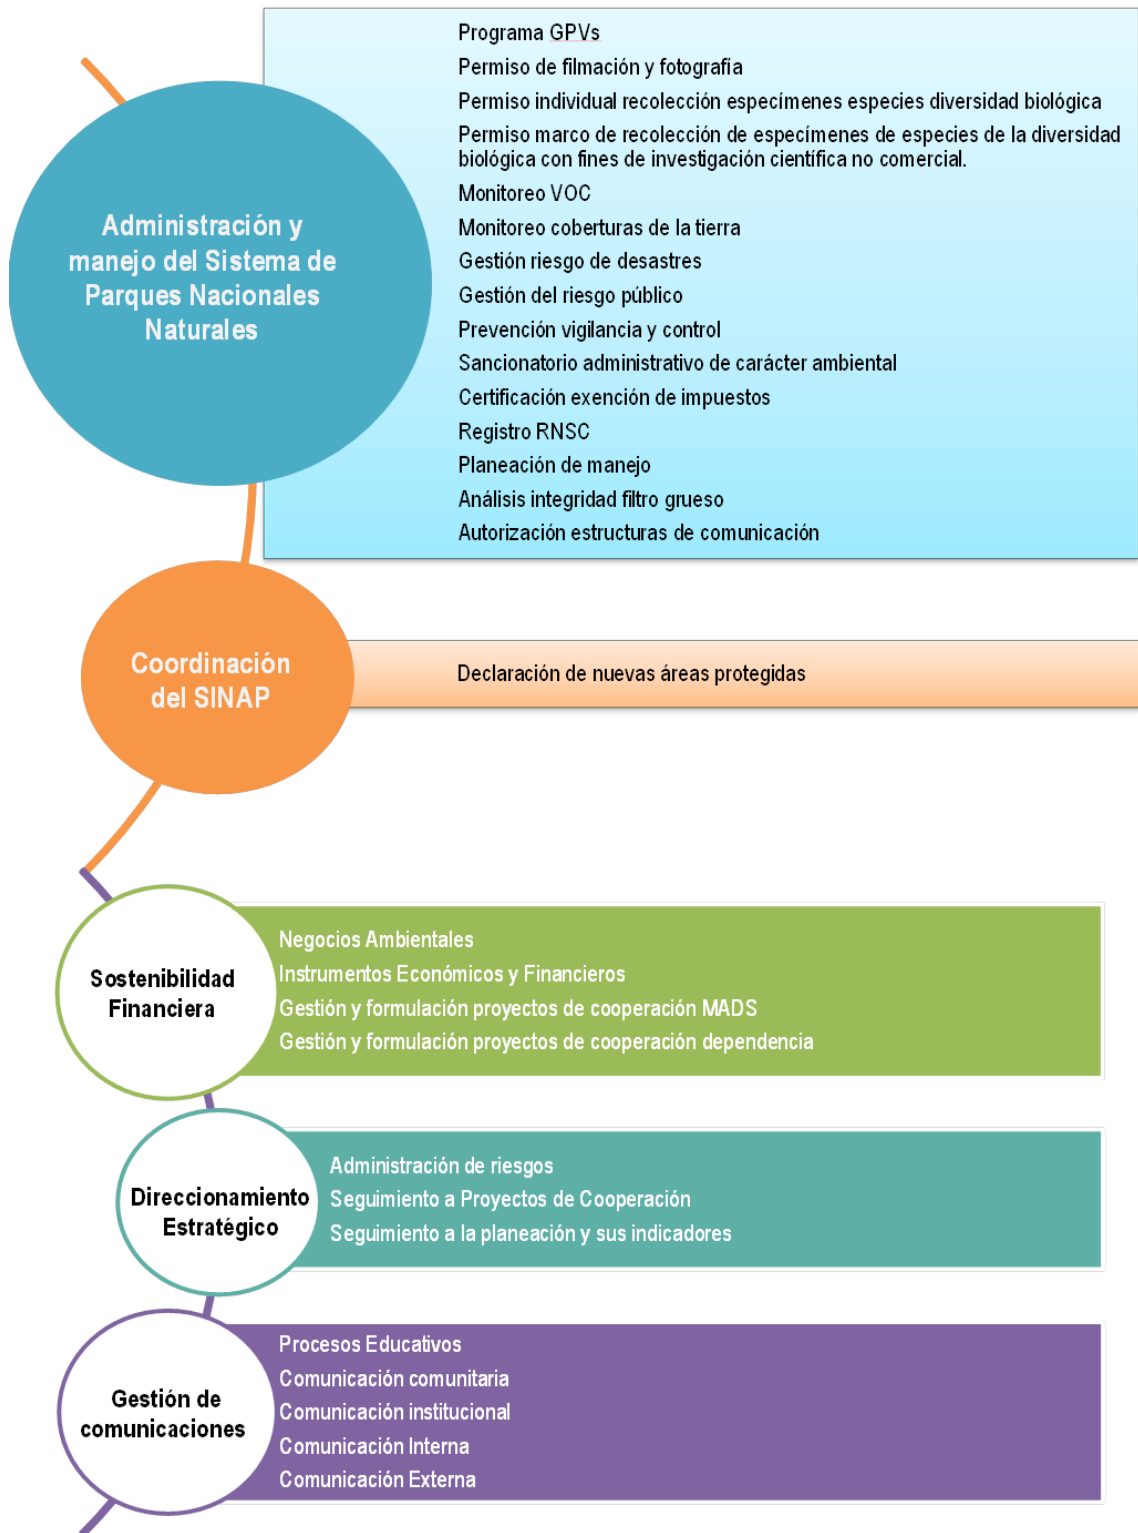 Administración y
manejo del Sistema de
Parques Nacionales
Naturales
Programa GPVs
Permiso de filmación y fotografía
Permiso individual recolección especímenes especies diversidad biológica
Permiso marco de recolección de especímenes de especies de la diversidad
biológica con fines de investigación científica no comercial.
Monitoreo VOC
Monitoreo coberturas de la tierra
Gestión riesgo de desastres
Gestión del riesgo público
Prevención vigilancia y control
Sancionatorio administrativo de carácter ambiental
Certificación exención de impuestos
Registro RNSC
Planeación de manejo
Análisis integridad filtro grueso
Autorización estructuras de comunicación
Coordinación
del SINAP
Declaración de nuevas áreas protegidas
Sostenibilidad
Financiera
Negocios Ambientales
Instrumentos Económicos y Financieros
Gestión y formulación proyectos de cooperación MADS
Gestión y formulación proyectos de cooperación dependencia
Direccionamiento
Estratégico
Administración de riesgos
Seguimiento a Proyectos de Cooperación
Seguimiento a la planeación y sus indicadores
Gestión de
comunicaciones
Procesos Educativos
Comunicación comunitaria
Comunicación institucional
Comunicación Interna
Comunicación Externa